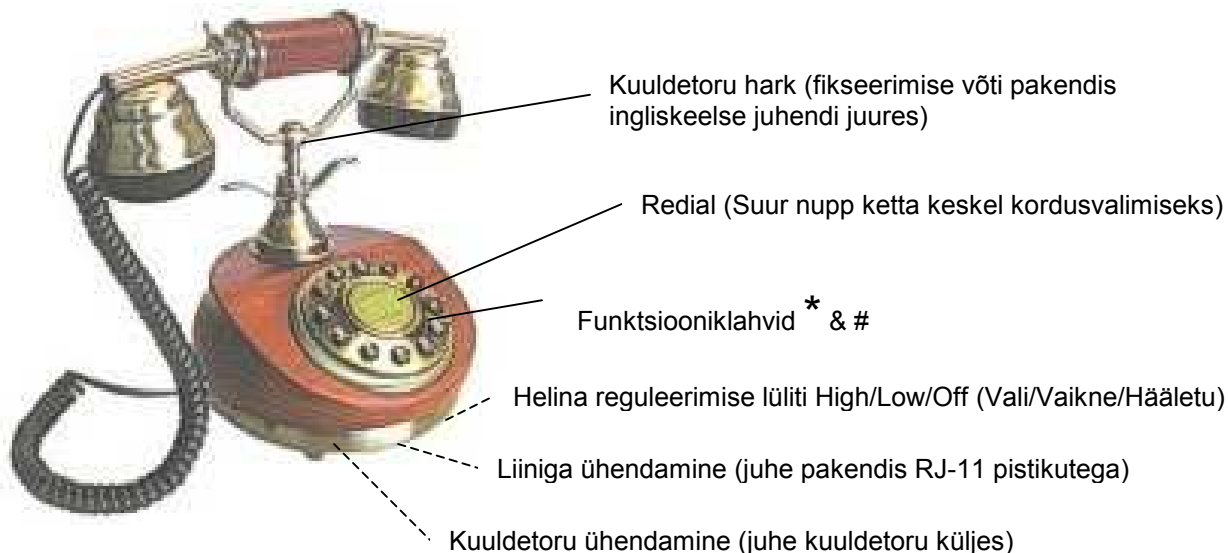 Kuuldetoru hark (fikseerimise võti pakendis
ingliskeelse juhendi juures)
Redial (Suur nupp ketta keskel kordusvalimiseks)
Funktsiooniklahvid * & #
Helina reguleerimise lüliti High/Low/Off (Vali/Vaikne/Hääletu)
Liiniga ühendamine (juhe pakendis RJ-11 pistikutega)
Kuuldetoru ühendamine (juhe kuuldetoru küljes)